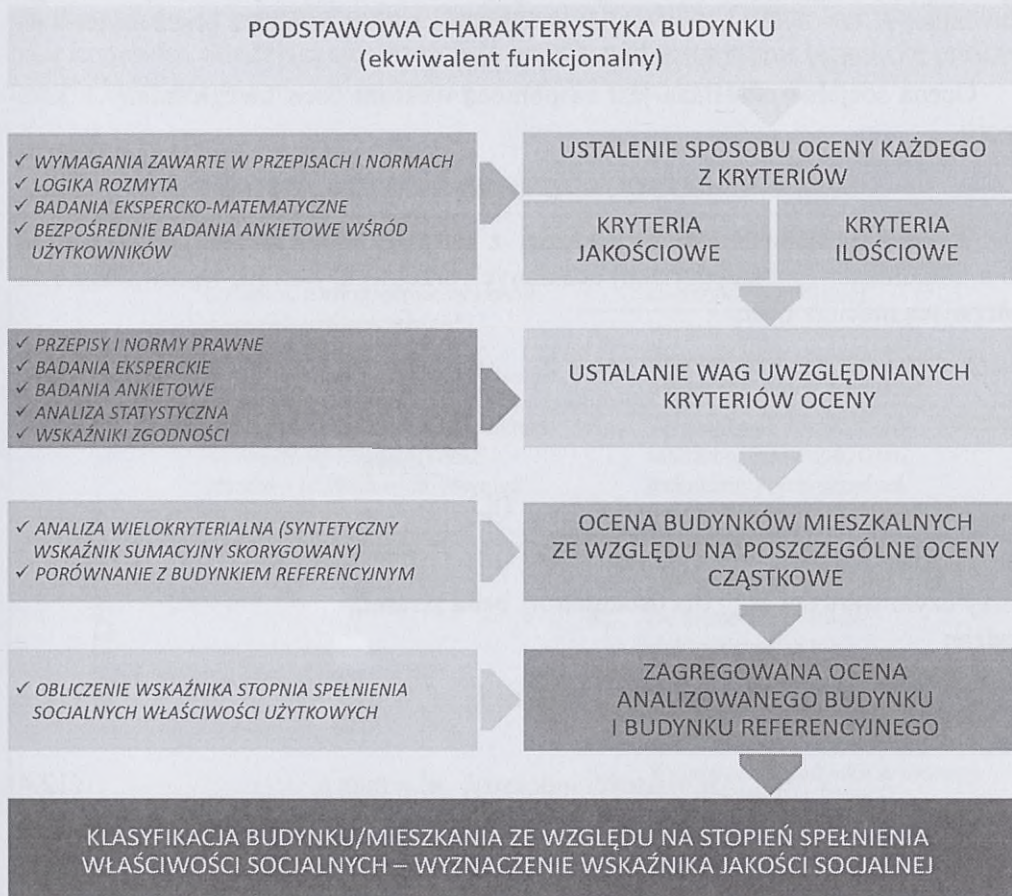 PODSTAWOWA CHARAKTERYSTYKA BUDYNKU
(ekwiwalent funkcjonalny)
✓ WYMAGANIA ZAWARTE W PRZEPISACH I NORMACH
✓ LOGIKA ROZMYTA
✓ BADANIA EKSPERCKO-MATEMATYCZNE
✓ BEZPOŚREDNIE BADANIA ANKIETOWE WŚRÓD
UŻYTKOWNIKÓW
USTALENIE SPOSOBU OCENY KAŻDEGO
Z KRYTERIÓW
KRYTERIA
JAKOŚCIOWE
KRYTERIA
ILOŚCIOWE
✓ PRZEPISY I NORMY PRAWNE
✓ BADANIA EKSPERCKIE
✓ BADANIA ANKIETOWE
✓ ANALIZA STATYSTYCZNA
✓ WSKAŹNIKI ZGODNOŚCI
USTALANIE WAG UWZGLĘDNIANYCH
KRYTERIÓW OCENY
✓ ANALIZA WIELOKRYTERIALNA (SYNTETYCZNY
WSKAŹNIK SUMACYJNY SKORYGOWANY)
✓ PORÓWNANIE Z BUDYNKIEM REFERENCYJNYM
OCENA BUDYNKÓW MIESZKALNYCH
ZE WZGLĘDU NA POSZCZEGÓLNE OCENY
CZĄSTKOWE
✓ OBLICZENIE WSKAŹNIKA STOPNIA SPEŁNIENIA
SOCJALNYCH WŁAŚCIWOŚCI UŻYTKOWYCH
ZAGREGOWANA OCENA
ANALIZOWANEGO BUDYNKU
I BUDYNKU REFERENCYJNEGO
KLASYFIKACJA BUDYNKU/MIESZKANIA ZE WZGLĘDU NA STOPIEŃ SPEŁNIENIA
WŁAŚCIWOŚCI SOCJALNYCH – WYZNACZENIE WSKAŹNIKA JAKOŚCI SOCJALNEJ